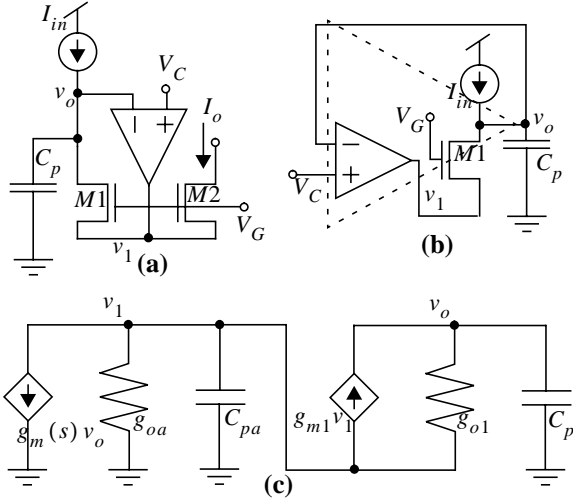 I_in
V_C
v_o
I_o
C_p
M1
M2
v_1
V_G
(a)
I_in
v_o
V_G
M1
C_p
V_C
v_1
(b)
v_1
v_o
g_m(s) v_o
g_oa
C_pa
g_m1 v_1
g_o1
C_p
(c)